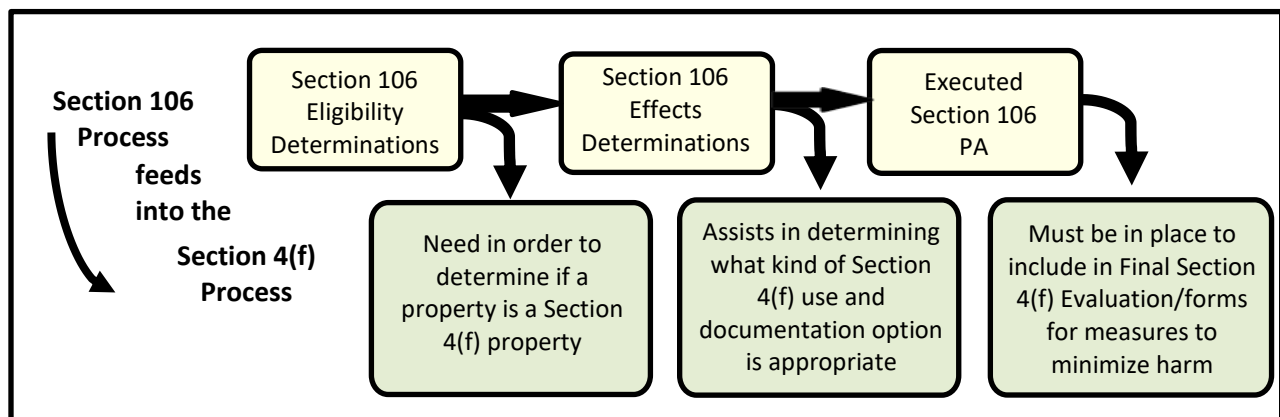 Section 106
Process
feeds
into the
Section 4(f)
Process
Section 106
Eligibility
Determinations
Section 106
Effects
Determinations
Executed
Section 106
PA
Need in order to
determine if a
property is a Section
4(f) property
Assists in determining
what kind of Section
4(f) use and
documentation option
is appropriate
Must be in place to
include in Final Section
4(f) Evaluation/forms
for measures to
minimize harm